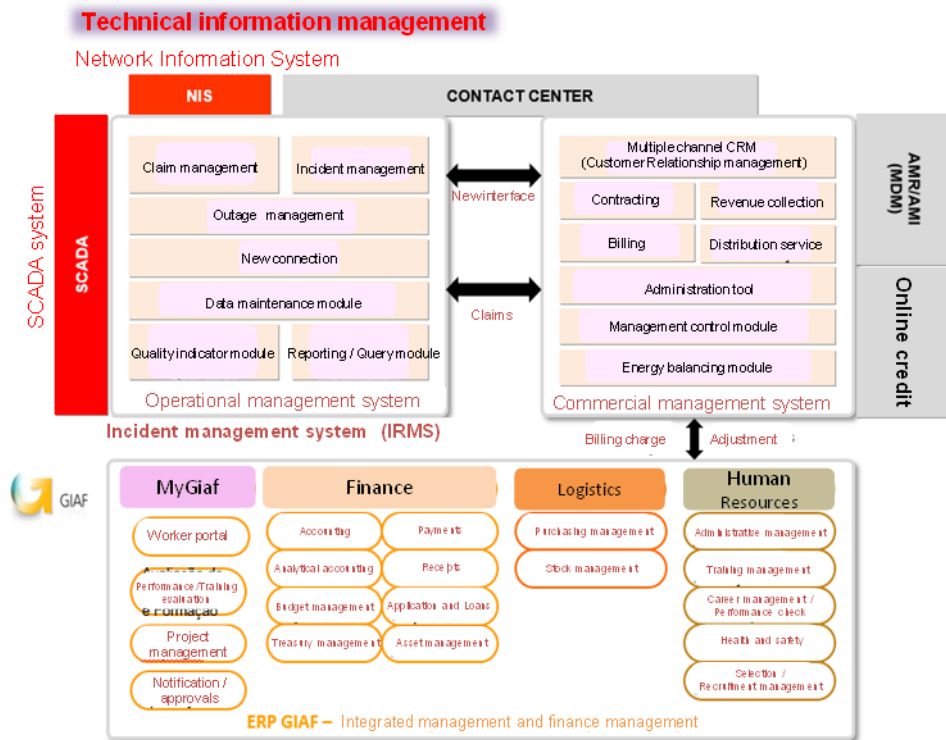 Technical information management
Network Information System
NIS
CONTACT CENTER
SCADA system
SCADA
Claim management
Incident management
Outage management
New connection
Data maintenance module
Quality indicator module
Reporting / Query module
Operational management system
Incident management system (IRMS)
New interface
Claims
Multiple channel CRM
(Customer Relationship management)
Contracting
Revenue collection
Billing
Distribution service
Administration tool
Management control module
Energy balancing module
Commercial management system
AMR/AMI
(MDM)
Online credit
Billing charge
Adjustment
GIAF
MyGiaf
Worker portal
Performance /Training
evaluation
e Formação
Project
management
Notification /
approvals
Finance
Accounting
Payments
Analytical accounting
Receipts
Budget management
Application and Loans
Treasury management
Asset management
Logistics
Purchasing management
Stock management
Human
Resources
Administrative management
Training management
Career management /
Performance check
Health and safety
Selection /
Recruitment management
ERP GIAF – Integrated management and finance management